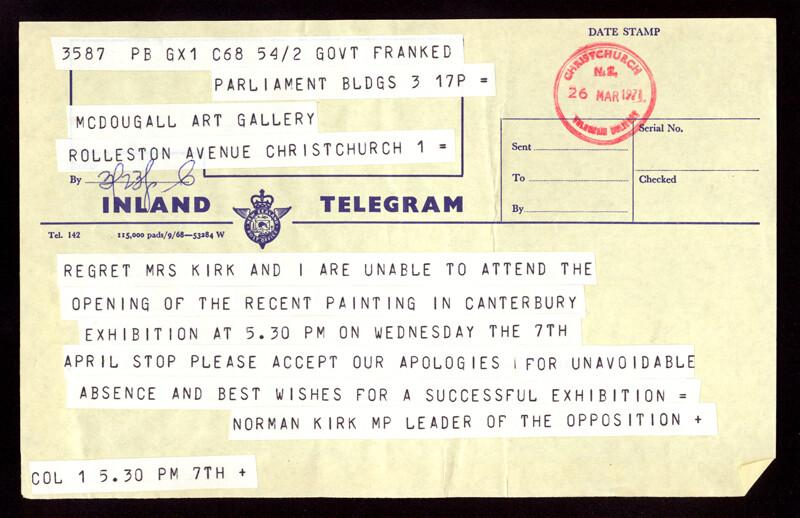 3587 PB GX1 C68 54/2 GOVT FRANKED
PARLIAMENT BLDGS 3 17P =
MCDOUGALL ART GALLERY
ROLLESTON AVENUE CHRISTCHURCH 1 =
By
INLAND TELEGRAM
Tel. 142 115,000 pads/9/68—53284 W
DATE STAMP
CHRISTCHURCH
N.Z.
26 MAR 1971
Sent
To
By
Serial No.
Checked
REGRET MRS KIRK AND I ARE UNABLE TO ATTEND THE
OPENING OF THE RECENT PAINTING IN CANTERBURY
EXHIBITION AT 5.30 PM ON WEDNESDAY THE 7TH
APRIL STOP PLEASE ACCEPT OUR APOLOGIES FOR UNAVOIDABLE
ABSENCE AND BEST WISHES FOR A SUCCESSFUL EXHIBITION =
NORMAN KIRK MP LEADER OF THE OPPOSITION +
COL 1 5.30 PM 7TH +